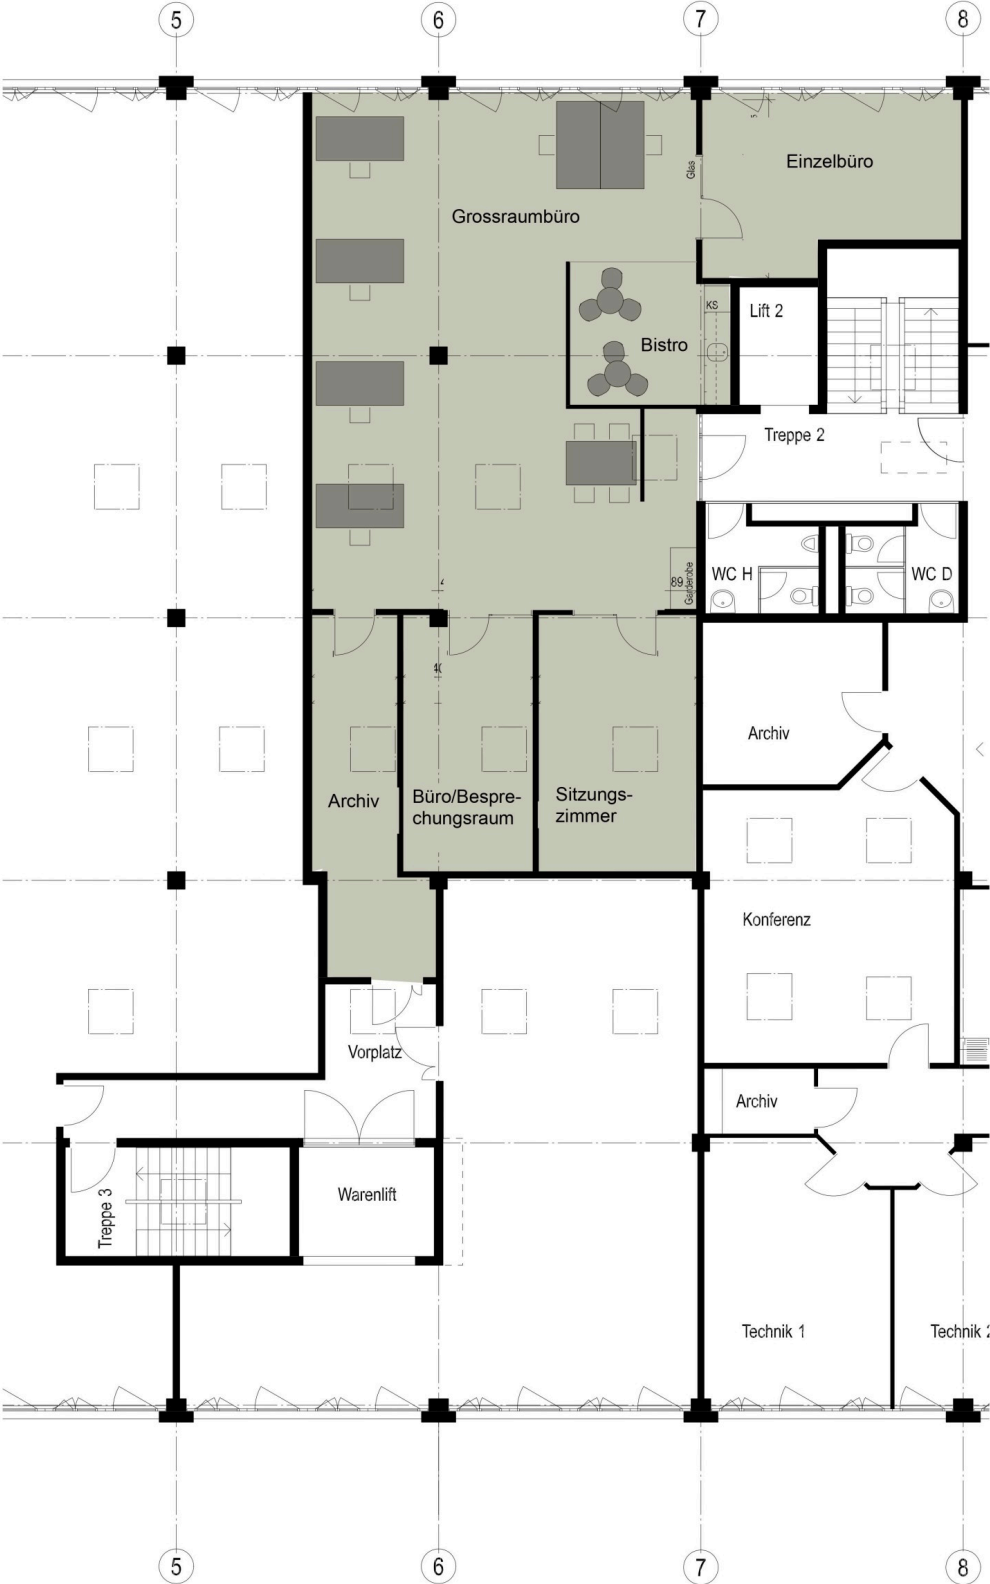 5 6 7 8
Einzelbüro
Glas
Grossraumbüro
KS
Lift 2
Bistro
Treppe 2
WC H
WC D
89
Garderobe
Archiv
Archiv
Büro/Bespre-
chungsraum
Sitzungs-
zimmer
Konferenz
Vorplatz
Archiv
Warenlift
Treppe 3
Technik 1
Technik
5 6 7 8